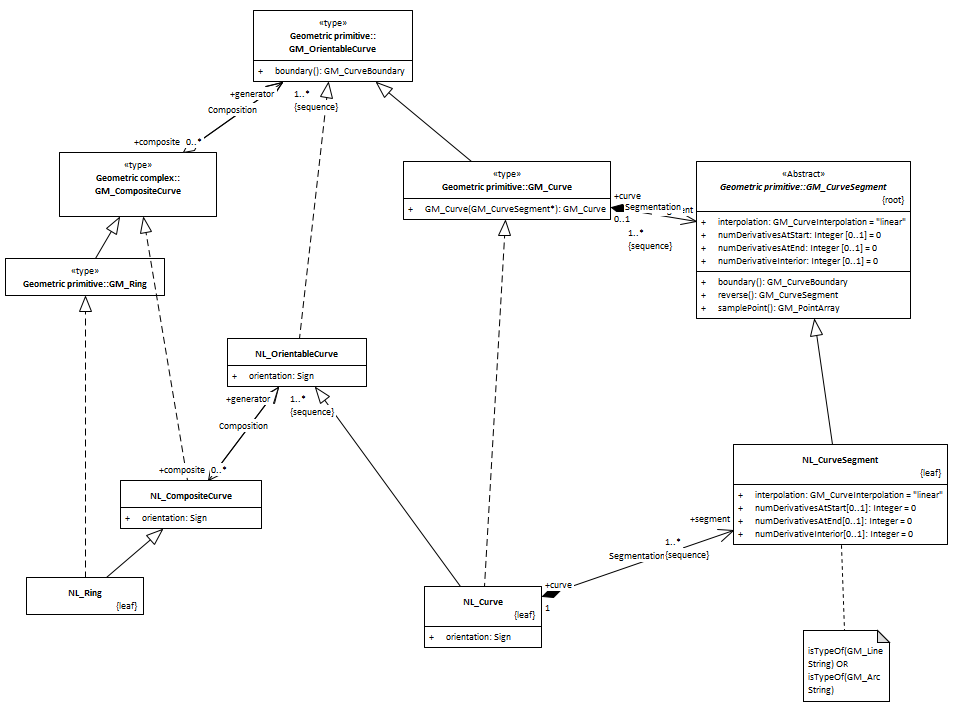 «type»
Geometric primitive::
GM_OrientableCurve
+ boundary(): GM_CurveBoundary
+generator
1..*
{sequence}
Composition
+composite 0..*
«type»
Geometric complex::
GM_CompositeCurve
«type»
Geometric primitive::GM_Curve
+ GM_Curve(GM_CurveSegment*): GM_Curve
+curve
Segmentation
0..1
1..*
{sequence}
«Abstract»
Geometric primitive::GM_CurveSegment
{root}
+ interpolation: GM_CurveInterpolation = "linear"
+ numDerivativesAtStart: Integer [0..1] = 0
+ numDerivativesAtEnd: Integer [0..1] = 0
+ numDerivativeInterior: Integer [0..1] = 0
+ boundary(): GM_CurveBoundary
+ reverse(): GM_CurveSegment
+ samplePoint(): GM_PointArray
«type»
Geometric primitive::GM_Ring
NL_OrientableCurve
+ orientation: Sign
+generator
1..*
{sequence}
Composition
+composite 0..*
NL_CompositeCurve
+ orientation: Sign
NL_CurveSegment
{leaf}
+ interpolation: GM_CurveInterpolation = "linear"
+ numDerivativesAtStart[0..1]: Integer = 0
+ numDerivativesAtEnd[0..1]: Integer = 0
+ numDerivativeInterior[0..1]: Integer = 0
+segment
1..*
{sequence}
Segmentation
NL_Ring
{leaf}
NL_Curve
{leaf}
+ orientation: Sign
+curve
1
isTypeOf(GM_Line
String) OR
isTypeOf(GM_Arc
String)